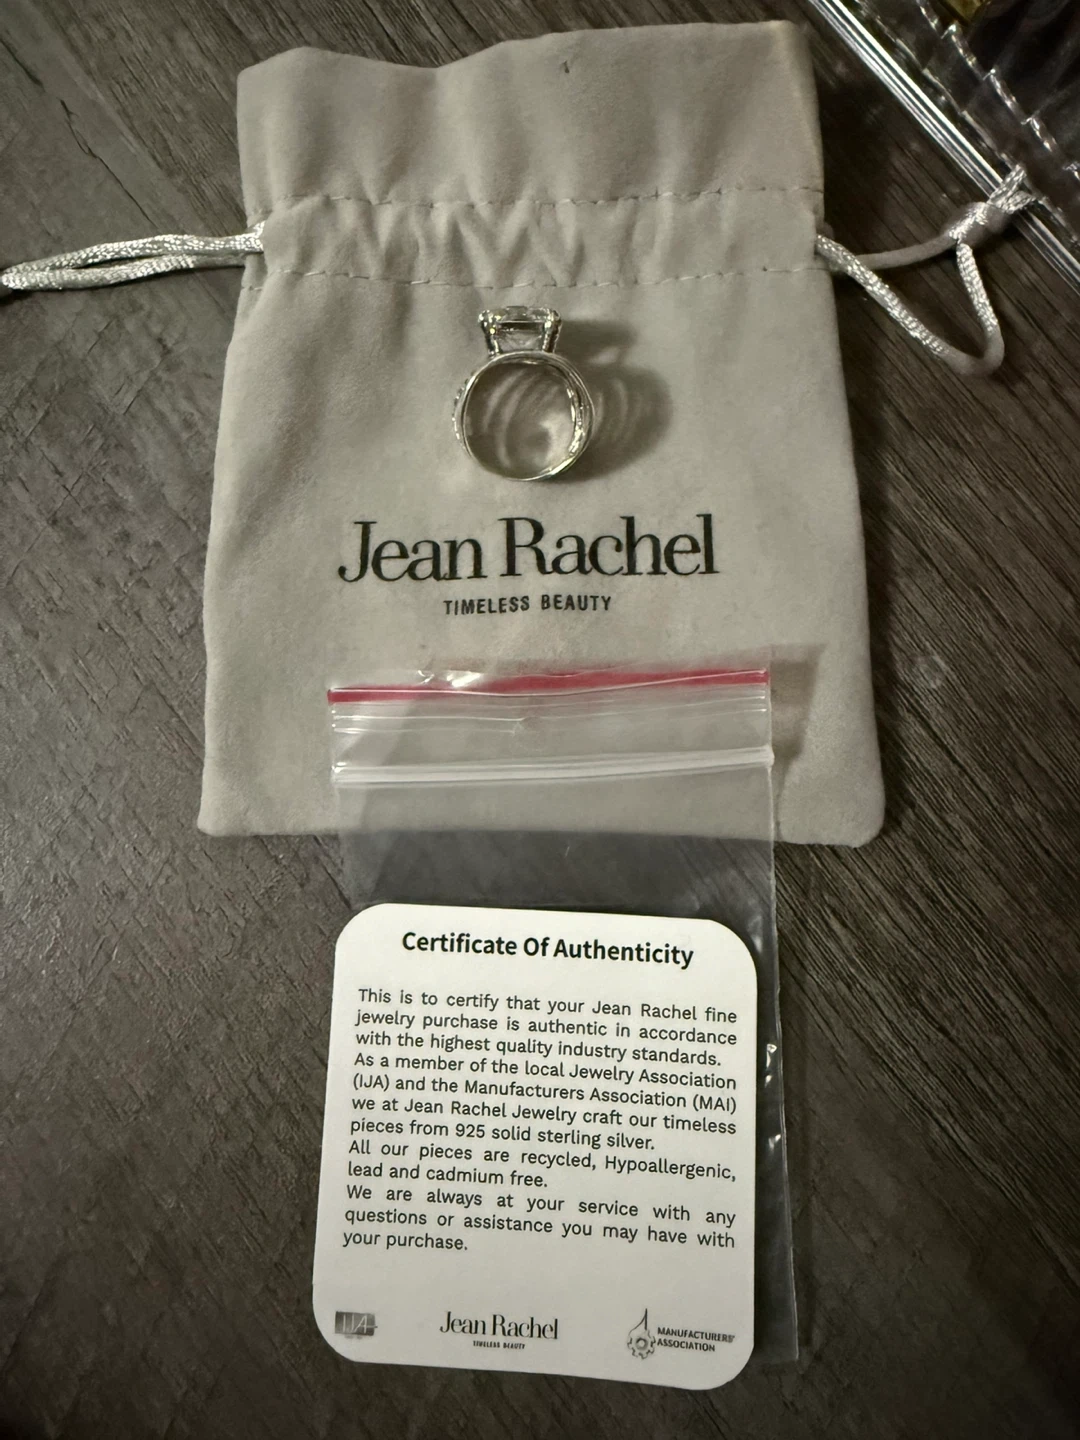 Jean Rachel
TIMELESS BEAUTY
Certificate Of Authenticity
This is to certify that your Jean Rachel fine
jewelry purchase is authentic in accordance
with the highest quality industry standards.
As a member of the local Jewelry Association
(IJA) and the Manufacturers Association (MAI)
we at Jean Rachel Jewelry craft our timeless
pieces from 925 solid sterling silver.
All our pieces are recycled, Hypoallergenic,
lead and cadmium free.
We are always at your service with any
questions or assistance you may have with
your purchase.
IJA
Jean Rachel
TIMELESS BEAUTY
MANUFACTURERS'
ASSOCIATION